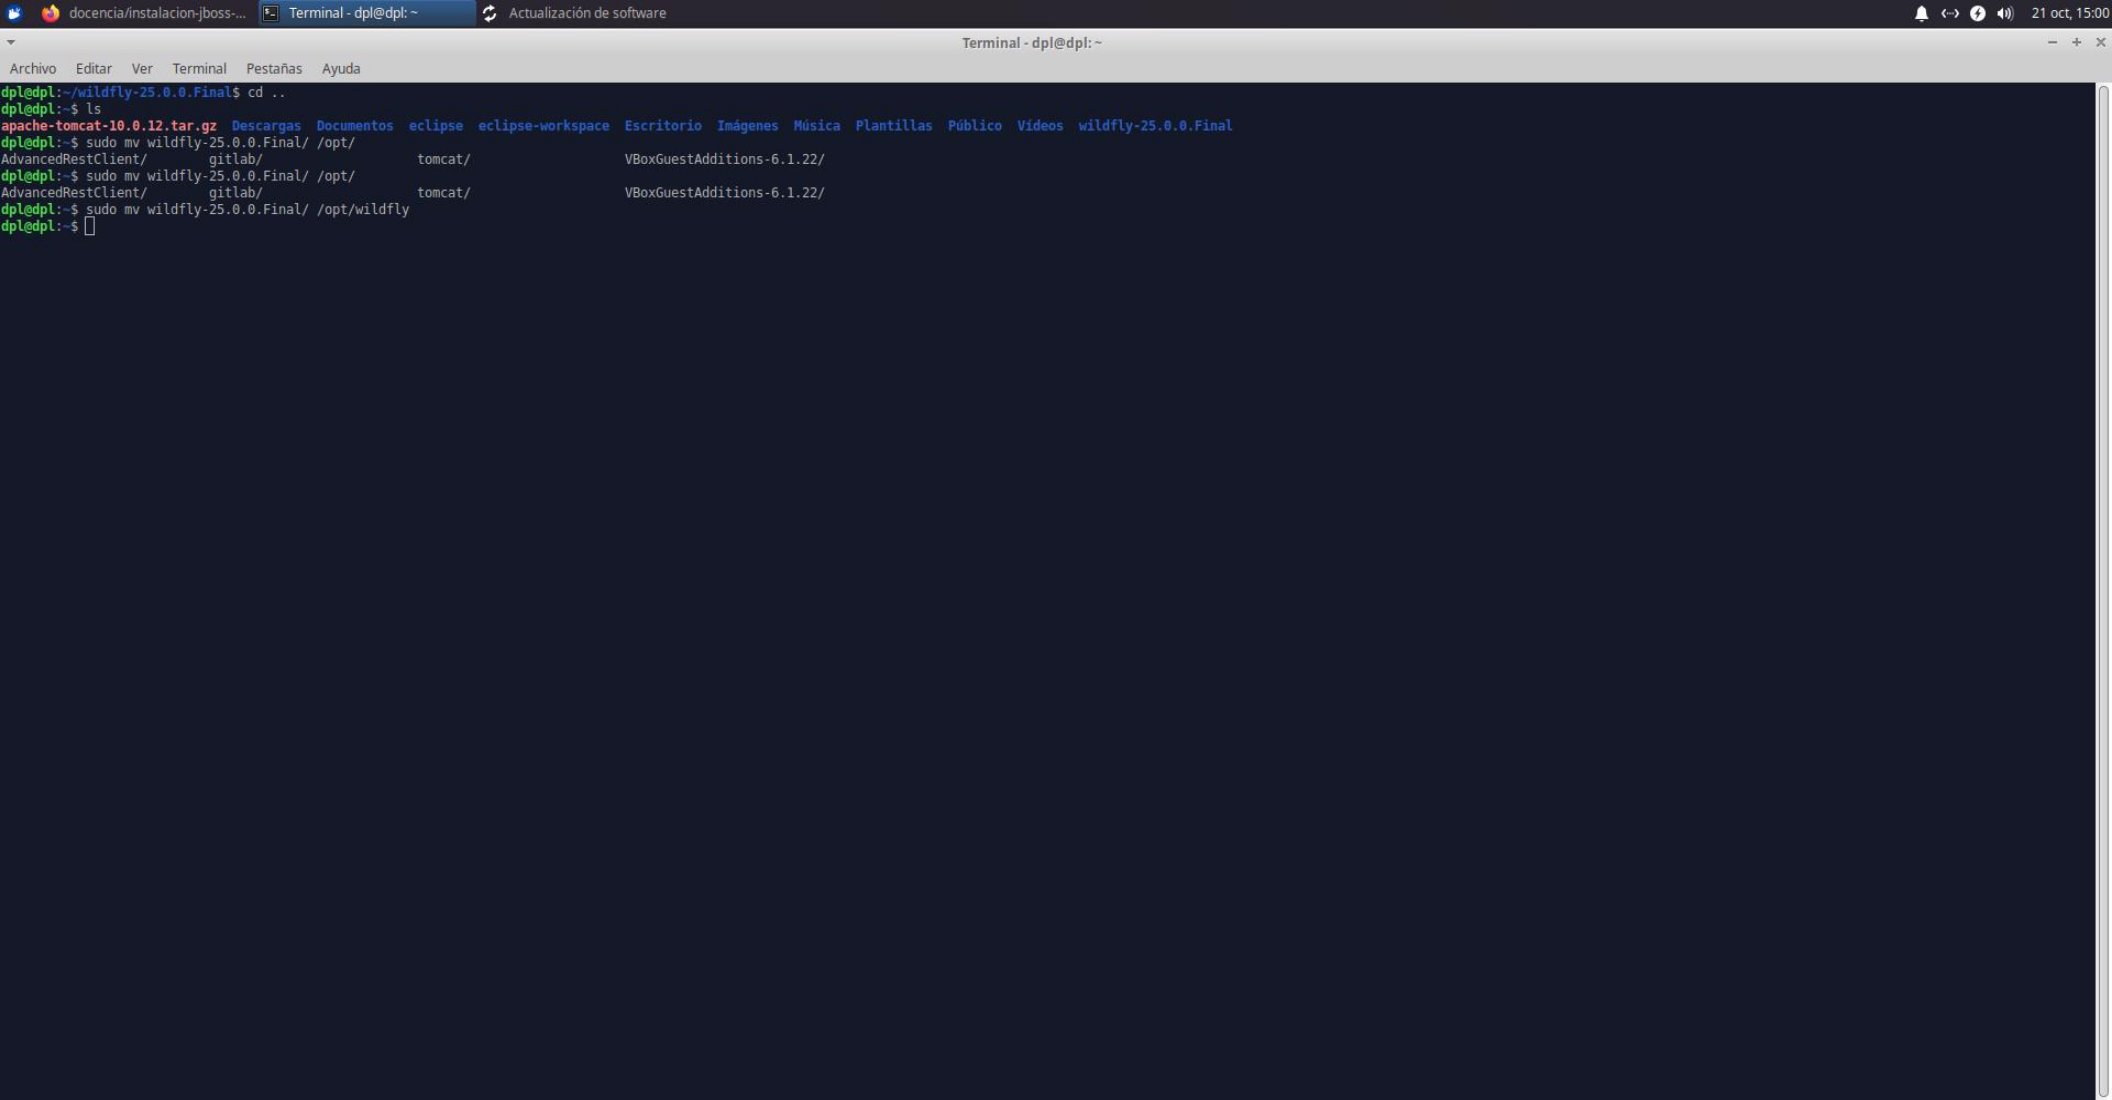 docencia/instalacion-jboss-... Terminal - dpl@dpl: ~ Actualización de software 21 oct, 15:00
Terminal - dpl@dpl: ~
Archivo Editar Ver Terminal Pestañas Ayuda
dpl@dpl:~/wildfly-25.0.0.Final$ cd ..
dpl@dpl:~$ ls
apache-tomcat-10.0.12.tar.gz Descargas Documentos eclipse eclipse-workspace Escritorio Imágenes Música Plantillas Público Vídeos wildfly-25.0.0.Final
dpl@dpl:~$ sudo mv wildfly-25.0.0.Final/ /opt/
AdvancedRestClient/ gitlab/ tomcat/ VBoxGuestAdditions-6.1.22/
dpl@dpl:~$ sudo mv wildfly-25.0.0.Final/ /opt/
AdvancedRestClient/ gitlab/ tomcat/ VBoxGuestAdditions-6.1.22/
dpl@dpl:~$ sudo mv wildfly-25.0.0.Final/ /opt/wildfly
dpl@dpl:~$